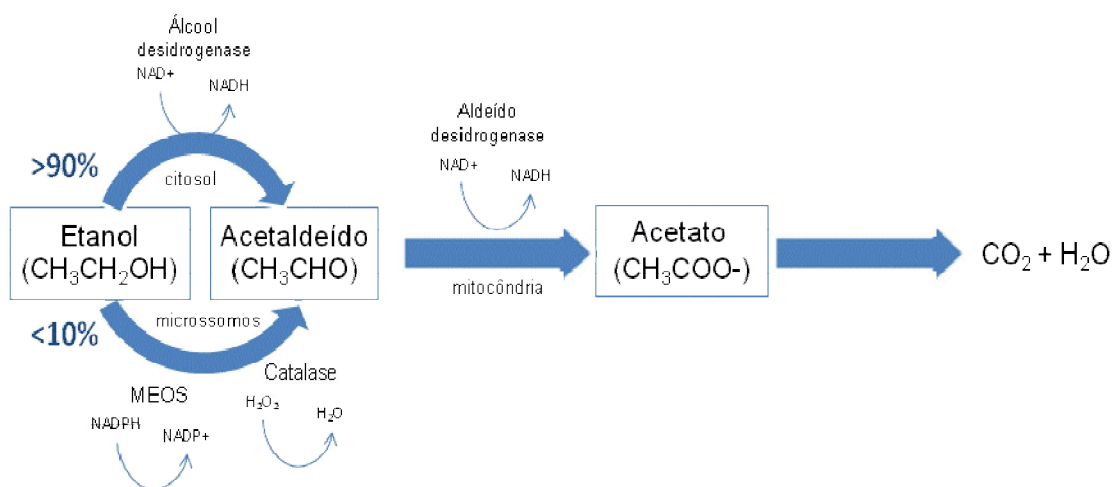 Álcool
desidrogenase
NAD+
NADH
>90%
citosol
Etanol
(CH₃CH₂OH)
Acetaldeído
(CH₃CHO)
<10%
microssomos
MEOS
NADPH
NADP+
Catalase
H₂O₂
H₂O
Aldeído
desidrogenase
NAD+
NADH
mitocôndria
Acetato
(CH₃COO-)
CO₂ + H₂O